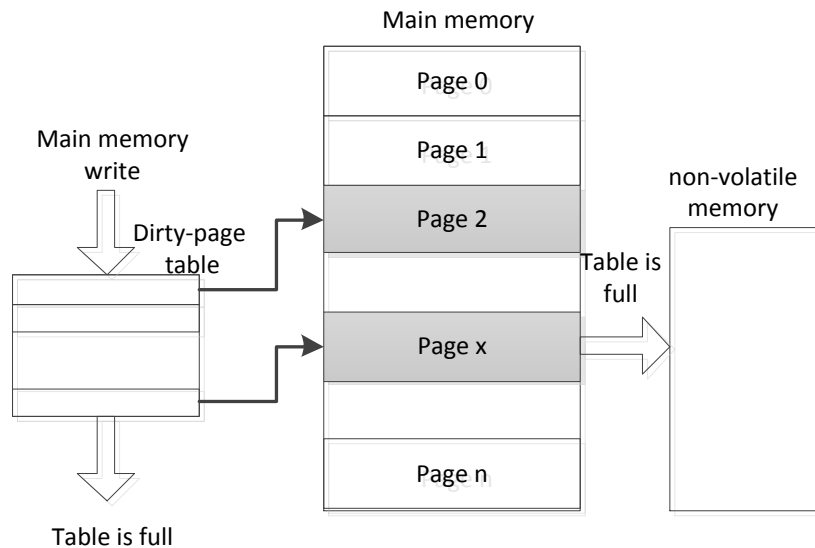 Main memory
Page 0
Page 1
Page 2
Page x
Page n
Main memory
write
Dirty-page
table
Table is full
Table is
full
non-volatile
memory